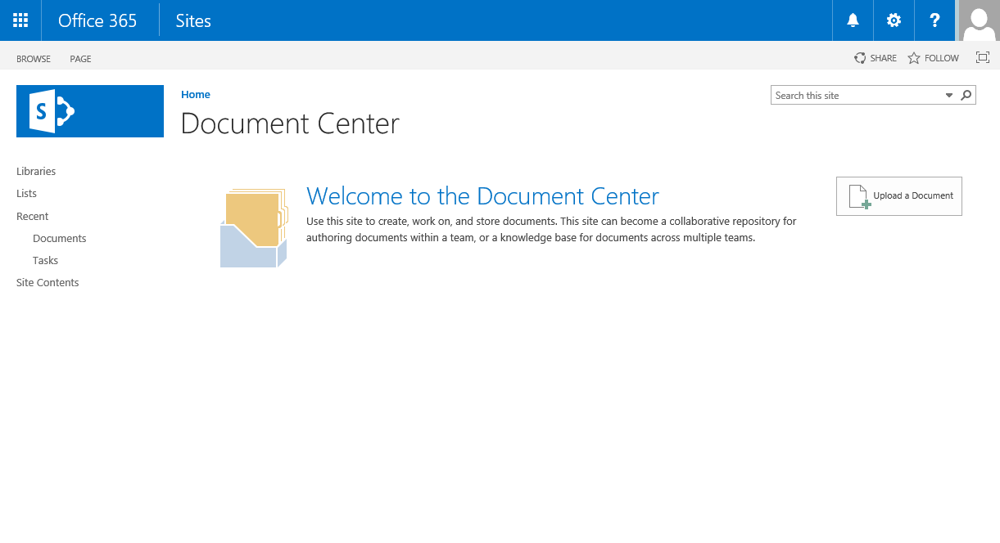 Office 365
Sites
?
BROWSE
PAGE
SHARE
FOLLOW
S
Home
Document Center
Search this site
Libraries
Lists
Recent
Documents
Tasks
Site Contents
Welcome to the Document Center
Use this site to create, work on, and store documents. This site can become a collaborative repository for
authoring documents within a team, or a knowledge base for documents across multiple teams.
Upload a Document